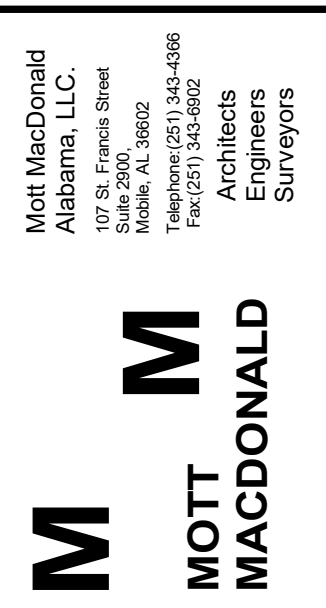 M
M
MOTT
MACDONALD
Mott MacDonald
Alabama, LLC.
107 St. Francis Street
Suite 2900,
Mobile, AL 36602
Telephone:(251) 343-4366
Fax:(251) 343-6902
Architects
Engineers
Surveyors